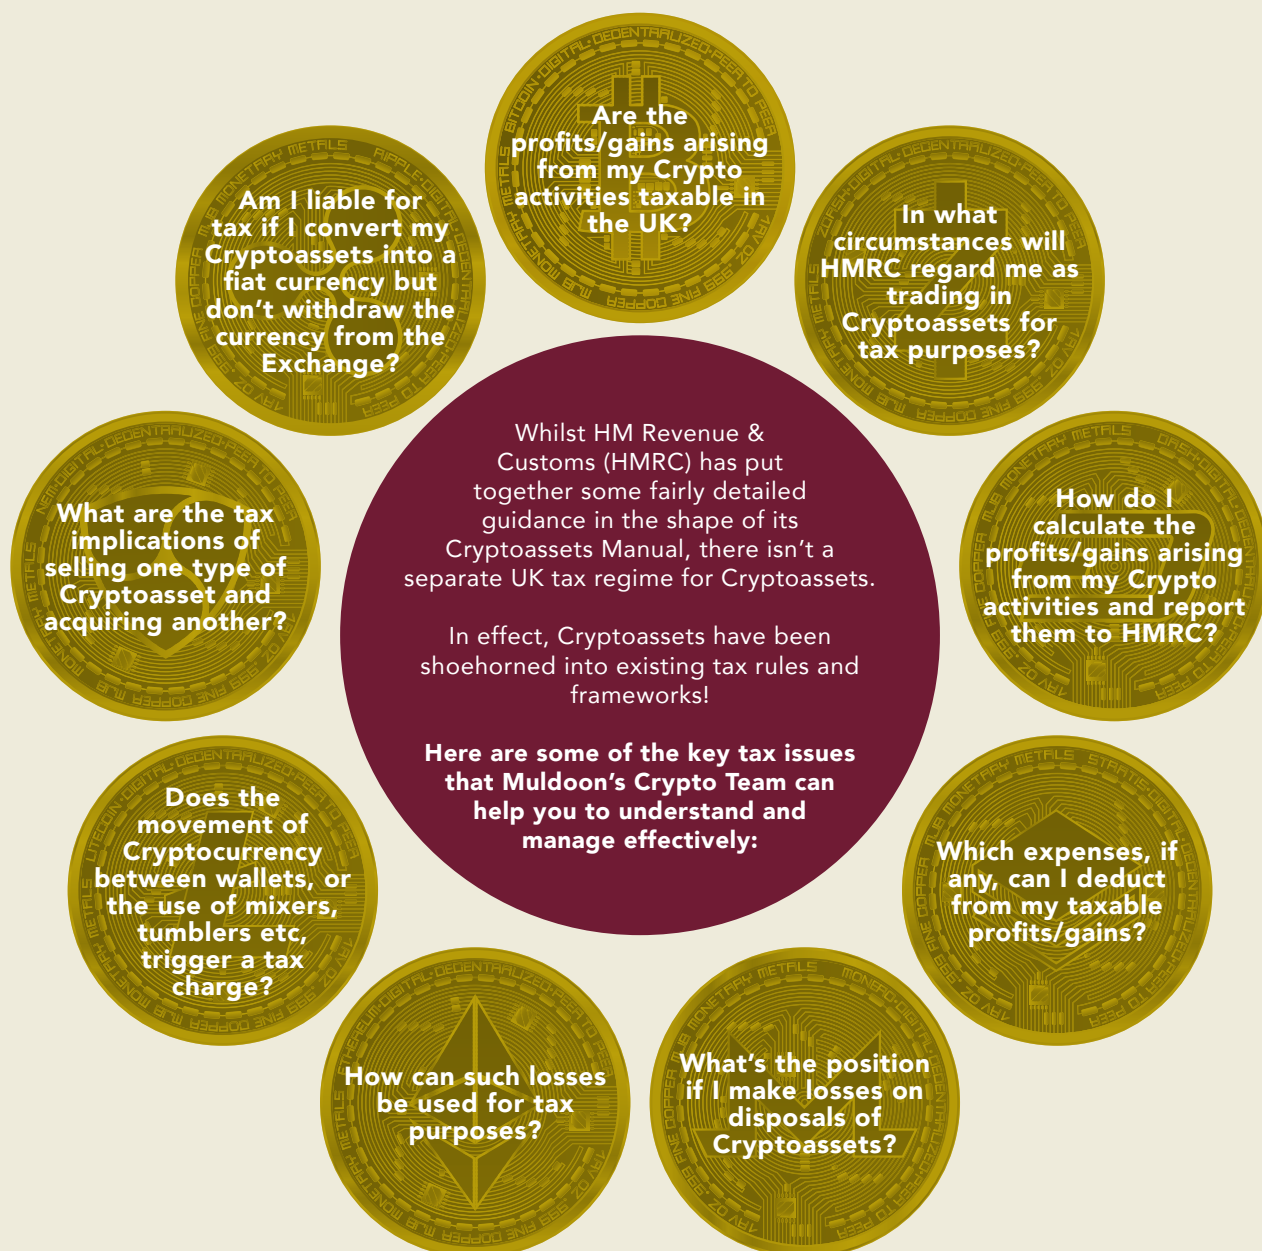 Are the
profits/gains arising
from my Crypto
activities taxable in
the UK?
In what
circumstances will
HMRC regard me as
trading in
Cryptoassets for
tax purposes?
How do I
calculate the
profits/gains arising
from my Crypto
activities and report
them to HMRC?
Which expenses, if
any, can I deduct
from my taxable
profits/gains?
What's the position
if I make losses on
disposals of
Cryptoassets?
How can such losses
be used for tax
purposes?
Does the
movement of
Cryptocurrency
between wallets, or
the use of mixers,
tumblers etc,
trigger a tax
charge?
What are the tax
implications of
selling one type of
Cryptoasset and
acquiring another?
Am I liable for
tax if I convert my
Cryptoassets into a
fiat currency but
don't withdraw the
currency from the
Exchange?
Whilst HM Revenue &
Customs (HMRC) has put
together some fairly detailed
guidance in the shape of its
Cryptoassets Manual, there isn't a
separate UK tax regime for Cryptoassets.
In effect, Cryptoassets have been
shoehorned into existing tax rules and
frameworks!
Here are some of the key tax issues
that Muldoon's Crypto Team can
help you to understand and
manage effectively: